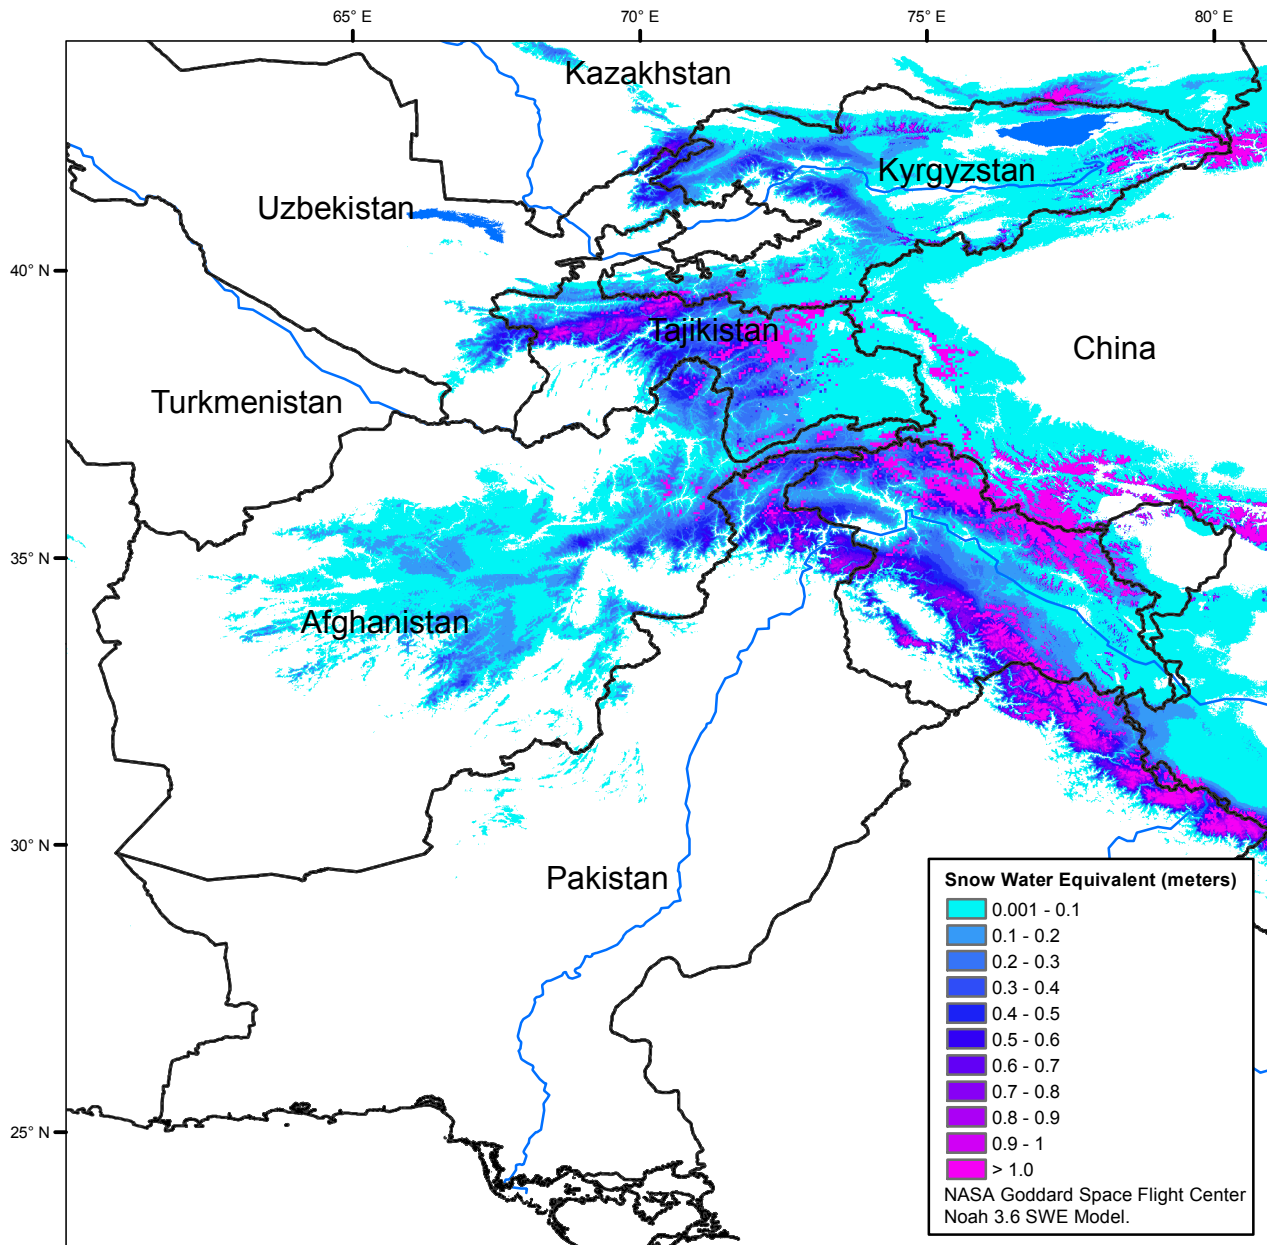 65° E
70° E
75° E
80° E
Kazakhstan
Kyrgyzstan
Uzbekistan
40° N
Tajikistan
China
Turkmenistan
35° N
Afghanistan
30° N
Pakistan
Snow Water Equivalent (meters)
0.001 - 0.1
0.1 - 0.2
0.2 - 0.3
0.3 - 0.4
0.4 - 0.5
0.5 - 0.6
0.6 - 0.7
0.7 - 0.8
0.8 - 0.9
0.9 - 1
> 1.0
25° N
NASA Goddard Space Flight Center
Noah 3.6 SWE Model.